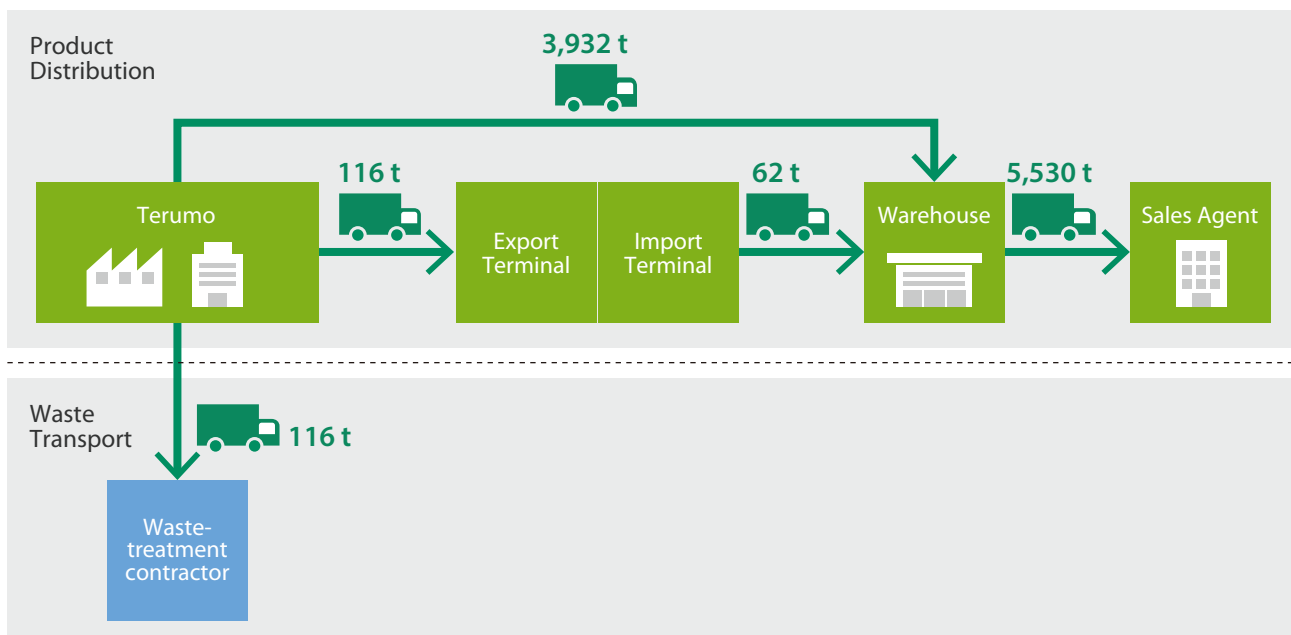 Product
Distribution
3,932 t
116 t
62 t
5,530 t
Terumo
Export
Terminal
Import
Terminal
Warehouse
Sales Agent
Waste
Transport
116 t
Waste-
treatment
contractor